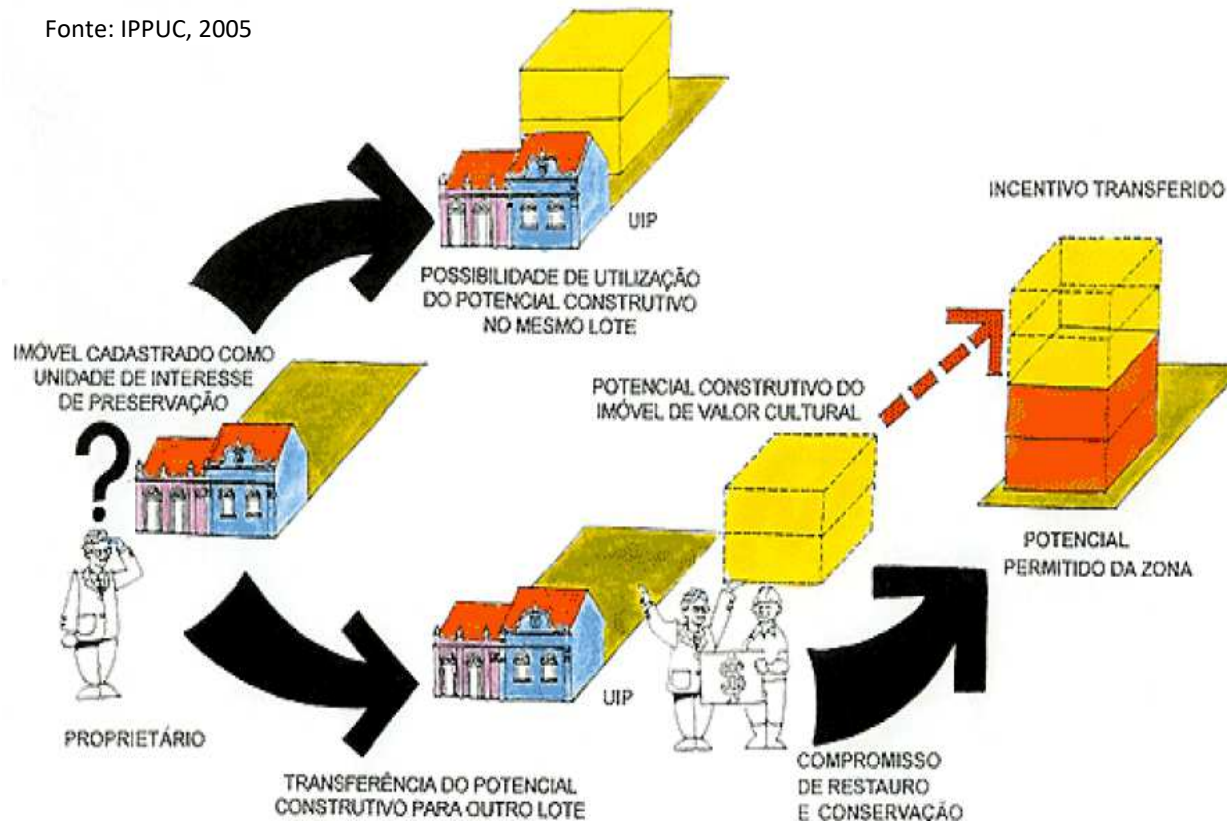 Fonte: IPPUC, 2005
UIP
POSSIBILIDADE DE UTILIZAÇÃO
DO POTENCIAL CONSTRUTIVO
NO MESMO LOTE
INCENTIVO TRANSFERIDO
IMÓVEL CADASTRADO COMO
UNIDADE DE INTERESSE
DE PRESERVAÇÃO
?
POTENCIAL CONSTRUTIVO DO
IMÓVEL DE VALOR CULTURAL
POTENCIAL
PERMITIDO DA ZONA
UIP
$
PROPRIETÁRIO
TRANSFERÊNCIA DO POTENCIAL
CONSTRUTIVO PARA OUTRO LOTE
COMPROMISSO
DE RESTAURO
E CONSERVAÇÃO